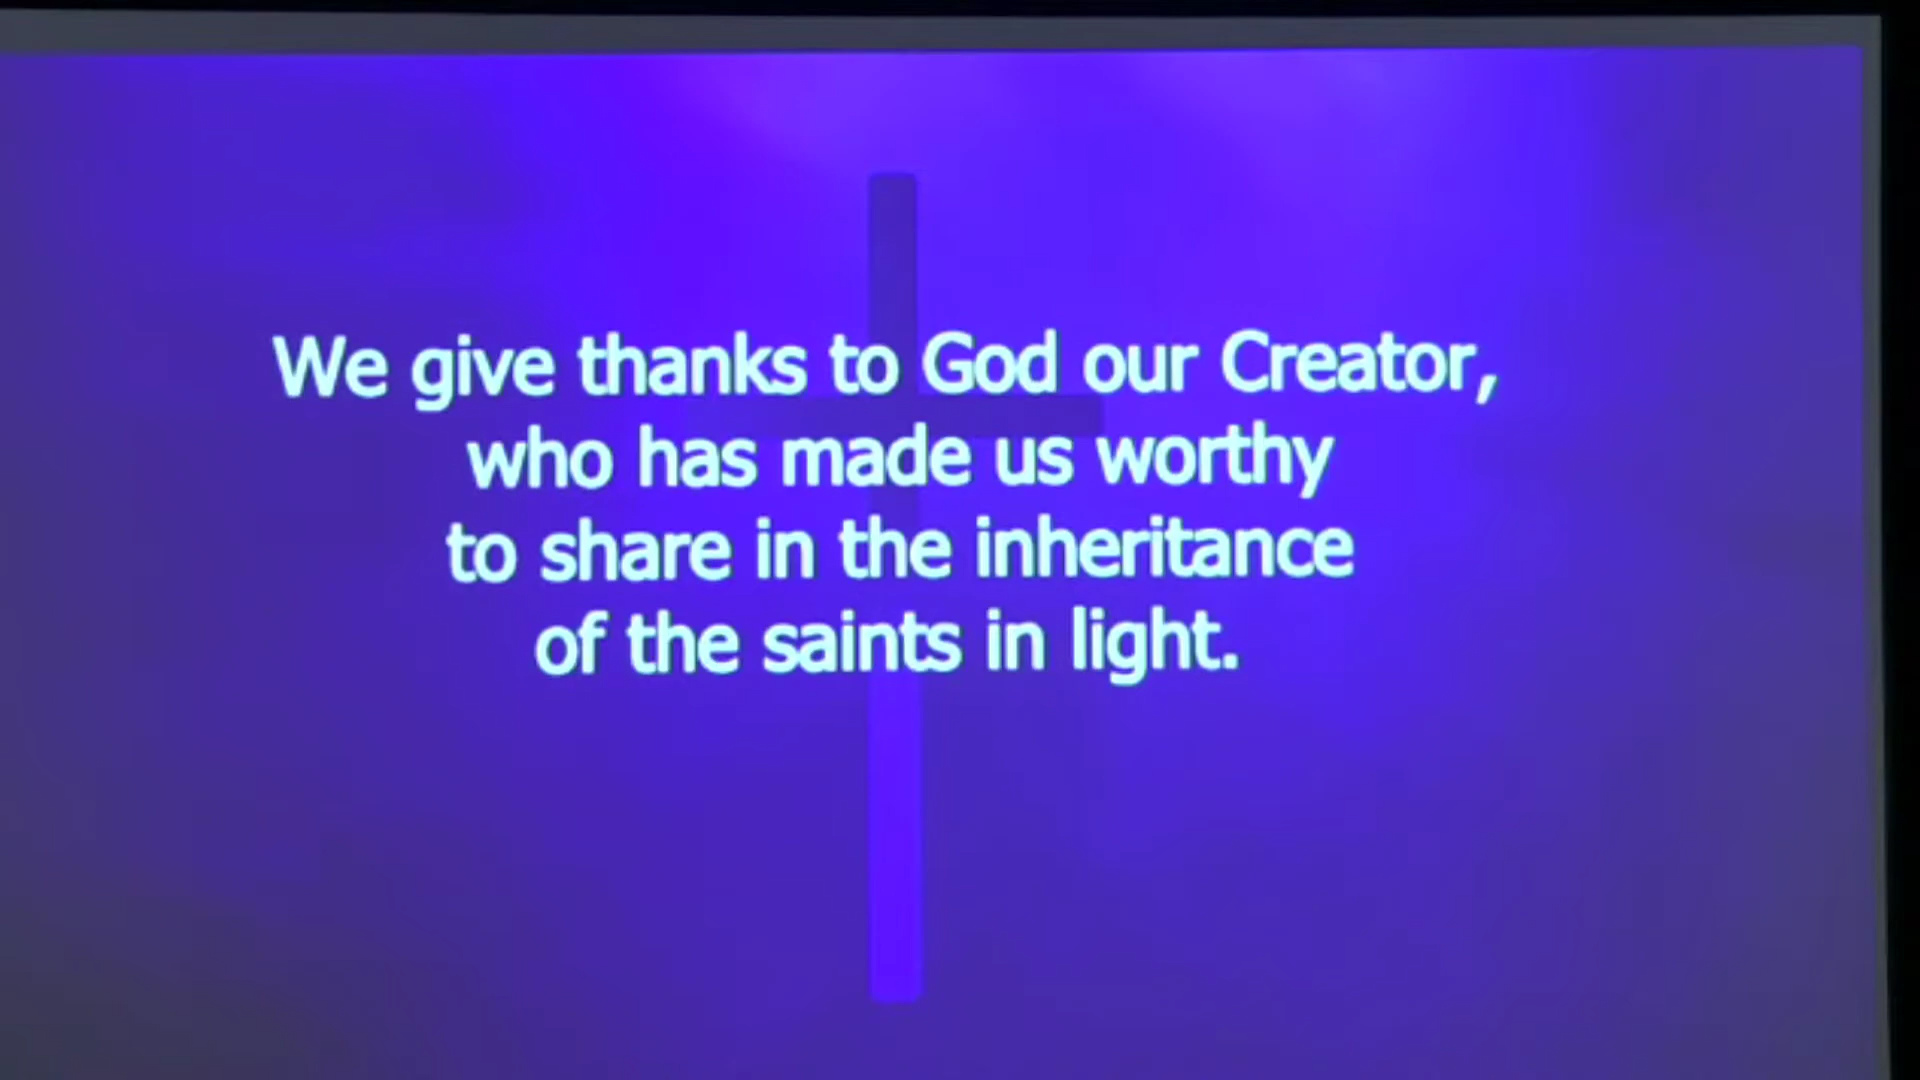 We give thanks to God our Creator,
who has made us worthy
to share in the inheritance
of the saints in light.